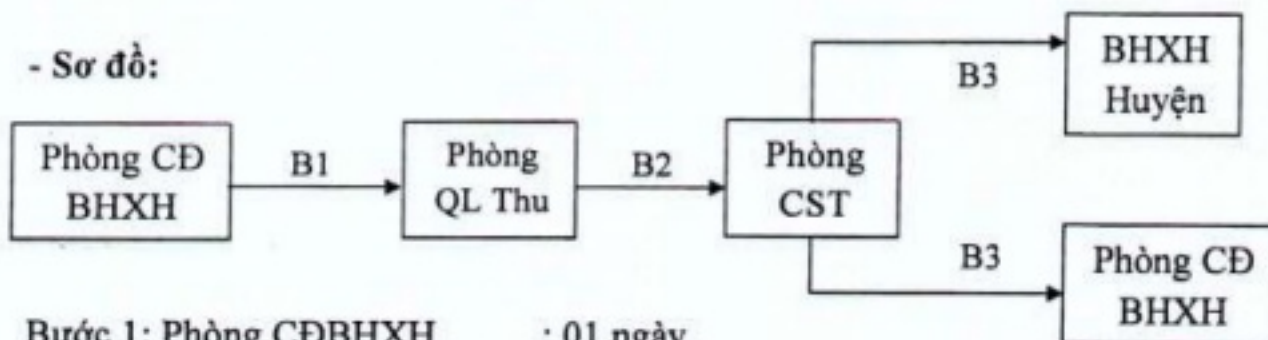 - Sơ đồ:
Phòng CĐ
BHXH
B1
Phòng
QL Thu
B2
Phòng
CST
B3
BHXH
Huyện
B3
Phòng CĐ
BHXH
Bước 1: Phòng CĐBHXH : 01 ngày